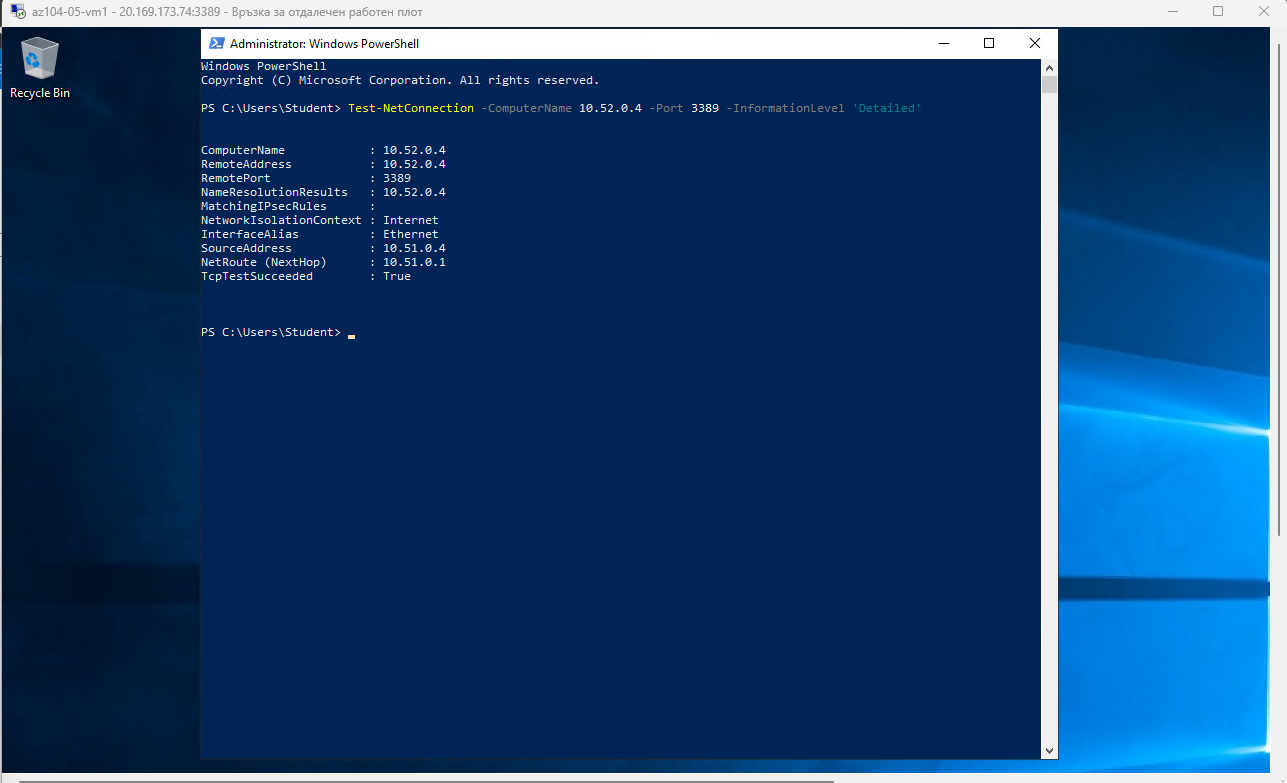 az104-05-vm1 - 20.169.173.74:3389 - Връзка за отдалечен работен плот
Recycle Bin
Administrator: Windows PowerShell
Windows PowerShell
Copyright (C) Microsoft Corporation. All rights reserved.
PS C:\Users\Student> Test-NetConnection -ComputerName 10.52.0.4 -Port 3389 -InformationLevel 'Detailed'
ComputerName            : 10.52.0.4
RemoteAddress           : 10.52.0.4
RemotePort              : 3389
NameResolutionResults   : 10.52.0.4
MatchingIPsecRules      :
NetworkIsolationContext : Internet
InterfaceAlias          : Ethernet
SourceAddress           : 10.51.0.4
NetRoute (NextHop)      : 10.51.0.1
TcpTestSucceeded        : True
PS C:\Users\Student>